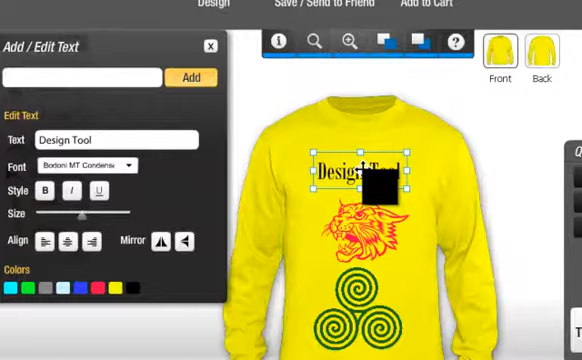 Design
Save / Send to Friend
Add to Cart
Add / Edit Text
X
Add
Edit Text
Text
Design Tool
Font
Bodoni MT Condense
Style
B
I
U
Size
Align
Mirror
Colors
i
?
Front
Back
Design Tool